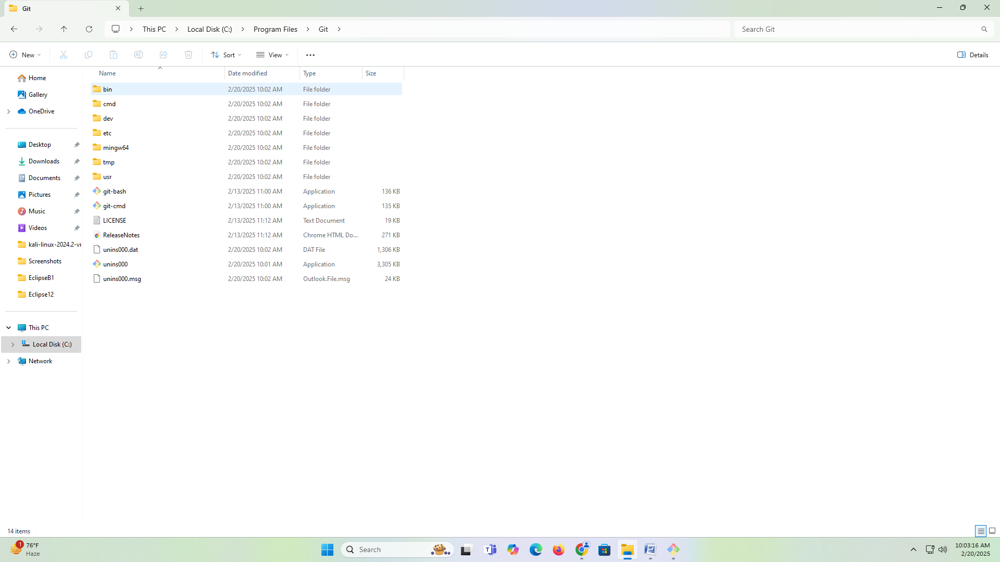 Git
This PC > Local Disk (C:) > Program Files > Git >
Search Git
New
Sort
View
Details
Home
Gallery
OneDrive
Desktop
Downloads
Documents
Pictures
Music
Videos
kali-linux-2024.2-vr
Screenshots
EclipseB1
Eclipse12
This PC
Local Disk (C:)
Network
Name Date modified Type Size
bin 2/20/2025 10:02 AM File folder
cmd 2/20/2025 10:02 AM File folder
dev 2/20/2025 10:02 AM File folder
etc 2/20/2025 10:02 AM File folder
mingw64 2/20/2025 10:02 AM File folder
tmp 2/20/2025 10:02 AM File folder
usr 2/20/2025 10:02 AM File folder
git-bash 2/13/2025 11:00 AM Application 136 KB
git-cmd 2/13/2025 11:00 AM Application 135 KB
LICENSE 2/13/2025 11:12 AM Text Document 19 KB
ReleaseNotes 2/13/2025 11:12 AM Chrome HTML Do... 271 KB
unins000.dat 2/20/2025 10:02 AM DAT File 1,306 KB
unins000 2/20/2025 10:01 AM Application 3,305 KB
unins000.msg 2/20/2025 10:02 AM Outlook.File.msg 24 KB
14 items
1
76°F
Haze
Search
10:03:16 AM
2/20/2025